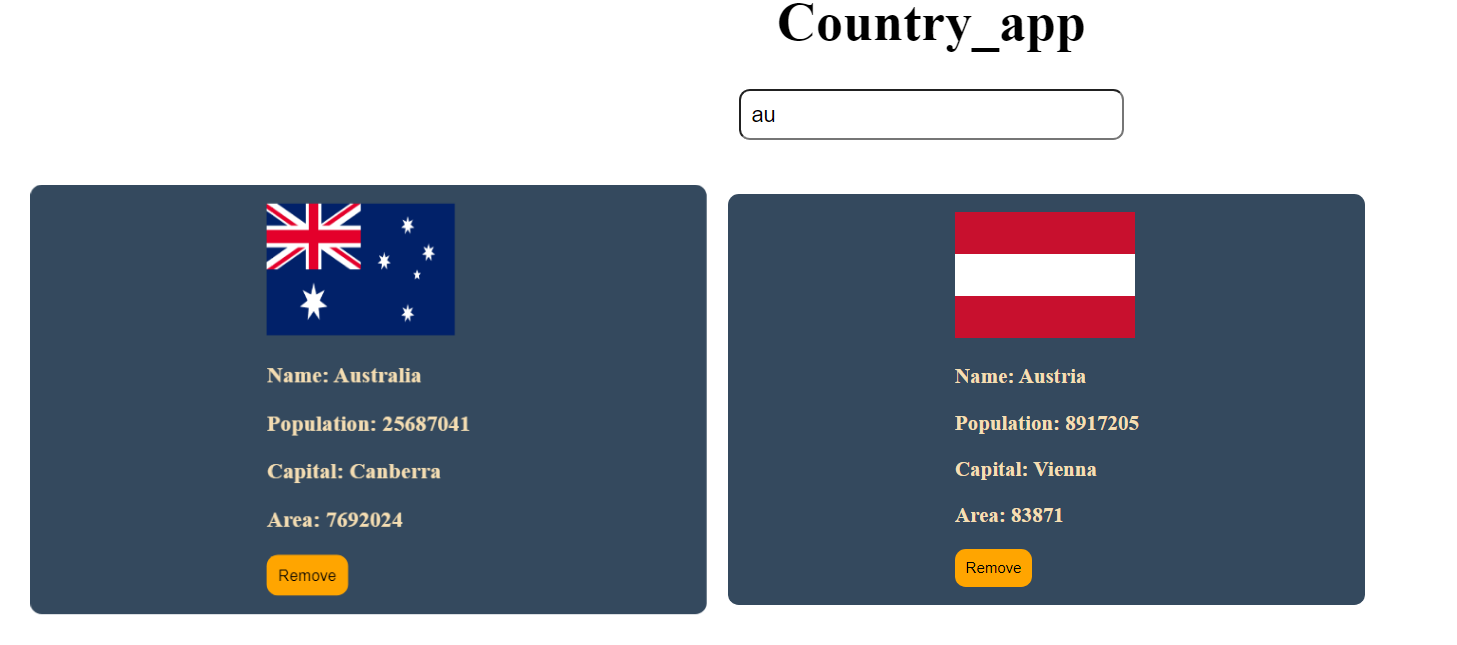 Country_app
au
Name: Australia
Population: 25687041
Capital: Canberra
Area: 7692024
Remove
Name: Austria
Population: 8917205
Capital: Vienna
Area: 83871
Remove